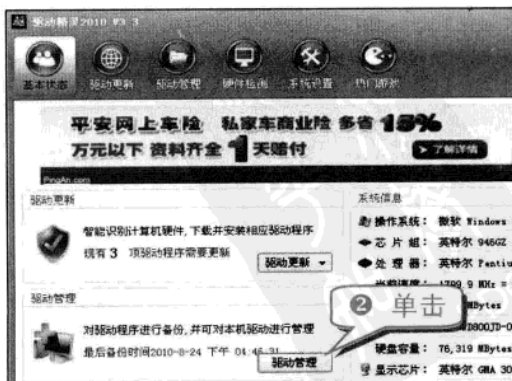 驱动精灵2010 V3 3
基本状态 驱动更新 驱动管理 硬件检测 系统设置 热门游戏
平安网上车险 私家车商业险 多省 15%
万元以下 资料齐全 1 天赔付
了解详情
PingAn.com
驱动更新
智能识别计算机硬件,下载并安装相应驱动程序
现有 3 项驱动程序需要更新
驱动更新
驱动管理
对驱动程序进行备份,并可对本机驱动进行管理
最后备份时间2010-8-24 下午 04:46:31
驱动管理
系统信息
操作系统: 微软 Windows
芯片组: 英特尔 946GZ
处理器: 英特尔 Pentiu
1799.9 MHz =
MBytes
硬盘容量: 76,319 MBytes
显示芯片: 英特尔 GMA 30
❷ 单击